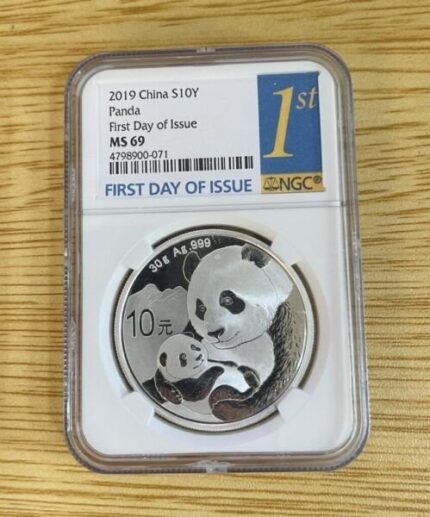 2019 China S10Y
Panda
First Day of Issue
MS 69
4798900-071
FIRST DAY OF ISSUE
1st
NGC®
30g Ag.999
10元